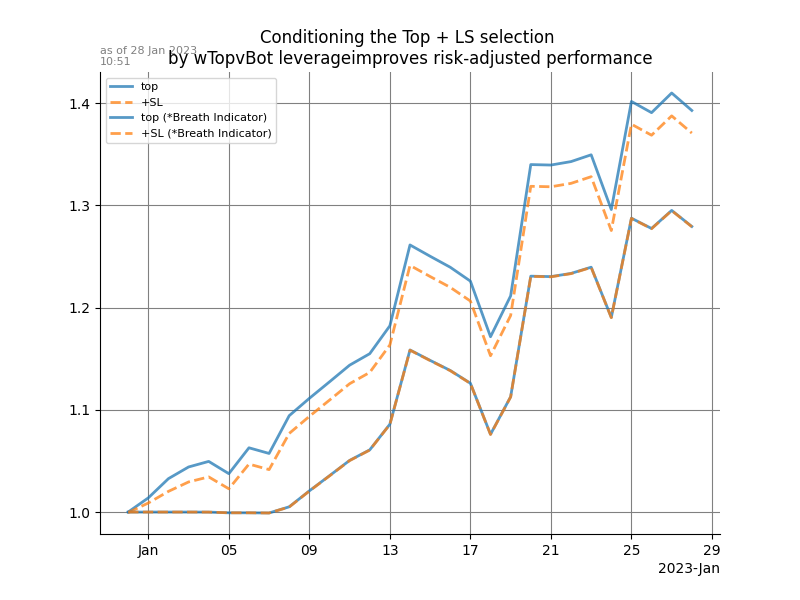 Conditioning the Top + LS selection
by wTopvBot leverageimproves risk-adjusted performance
as of 28 Jan 2023
10:51
top
+SL
top (*Breath Indicator)
+SL (*Breath Indicator)
1.4
1.3
1.2
1.1
1.0
Jan 05 09 13 17 21 25 29
2023-Jan